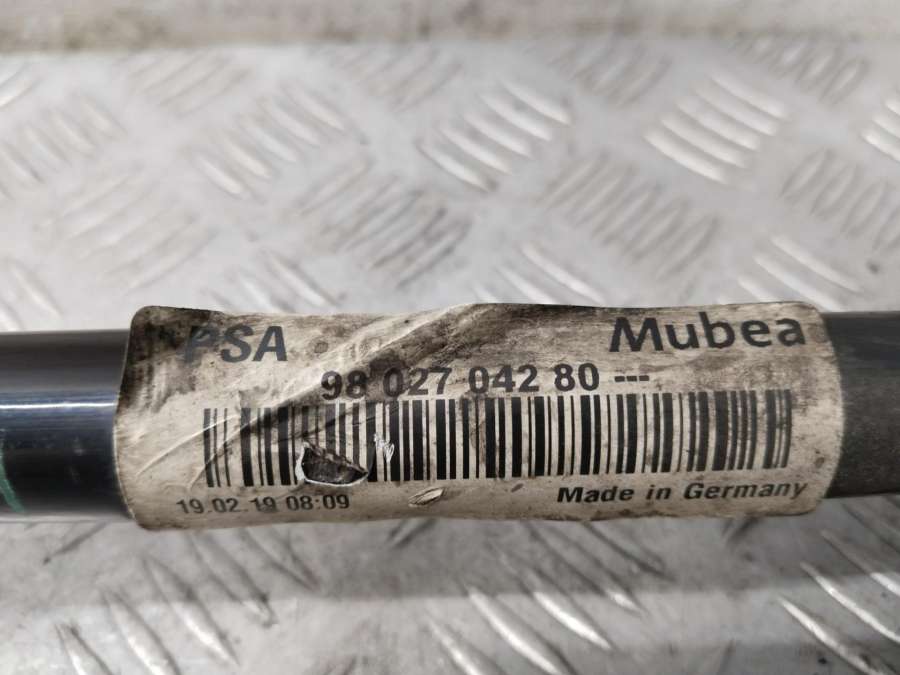 PSA Mubea
98 027 042 80 ---
19.02.19 08:09 Made in Germany